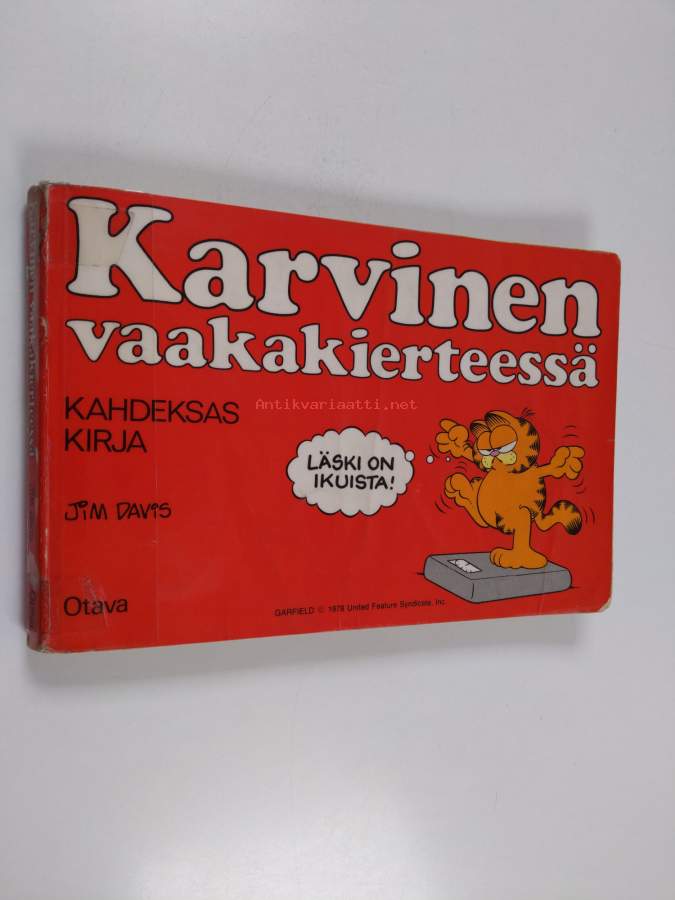 Karvinen
vaakakierteessä
KAHDEKSAS
KIRJA
Antikvariaatti.net
LÄSKI ON
IKUISTA!
JIM DAVIS
Otava
GARFIELD © 1978 United Feature Syndicate, Inc.